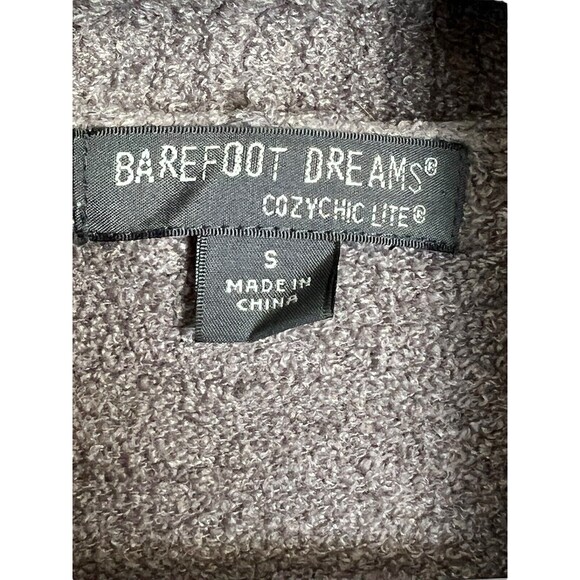 BAREFOOT DREAMS®
COZYCHIC LITE®
S
MADE IN
CHINA